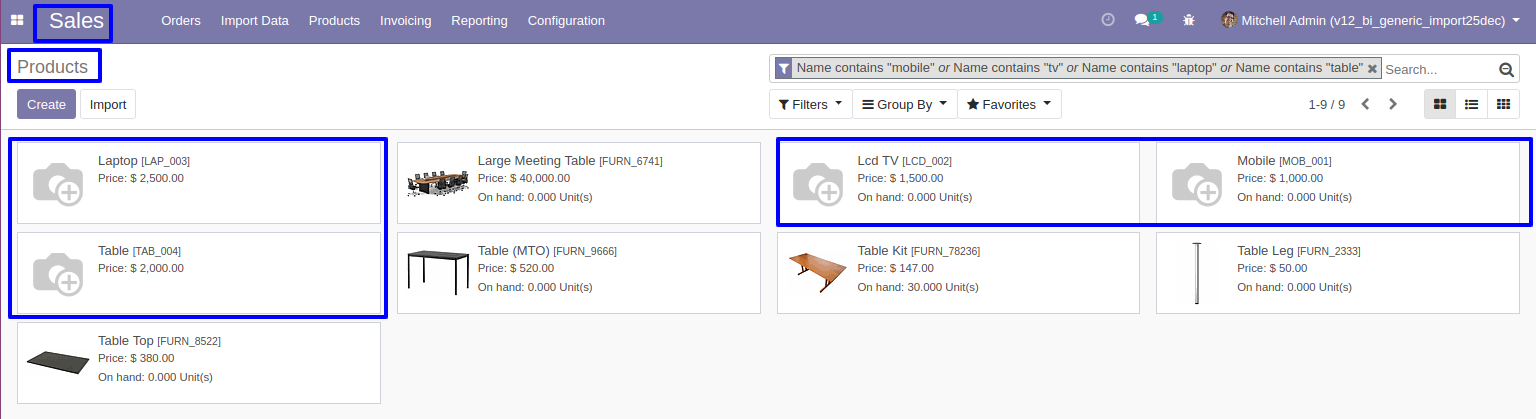 Sales Orders Import Data Products Invoicing Reporting Configuration 1 Mitchell Admin (v12_bi_generic_import25dec)
Products
Name contains "mobile" or Name contains "tv" or Name contains "laptop" or Name contains "table" Search...
Create Import Filters Group By Favorites 1-9 / 9
Laptop [LAP_003]
Price: $ 2,500.00
Large Meeting Table [FURN_6741]
Price: $ 40,000.00
On hand: 0.000 Unit(s)
Lcd TV [LCD_002]
Price: $ 1,500.00
On hand: 0.000 Unit(s)
Mobile [MOB_001]
Price: $ 1,000.00
On hand: 0.000 Unit(s)
Table [TAB_004]
Price: $ 2,000.00
Table (MTO) [FURN_9666]
Price: $ 520.00
On hand: 0.000 Unit(s)
Table Kit [FURN_78236]
Price: $ 147.00
On hand: 30.000 Unit(s)
Table Leg [FURN_2333]
Price: $ 50.00
On hand: 0.000 Unit(s)
Table Top [FURN_8522]
Price: $ 380.00
On hand: 0.000 Unit(s)